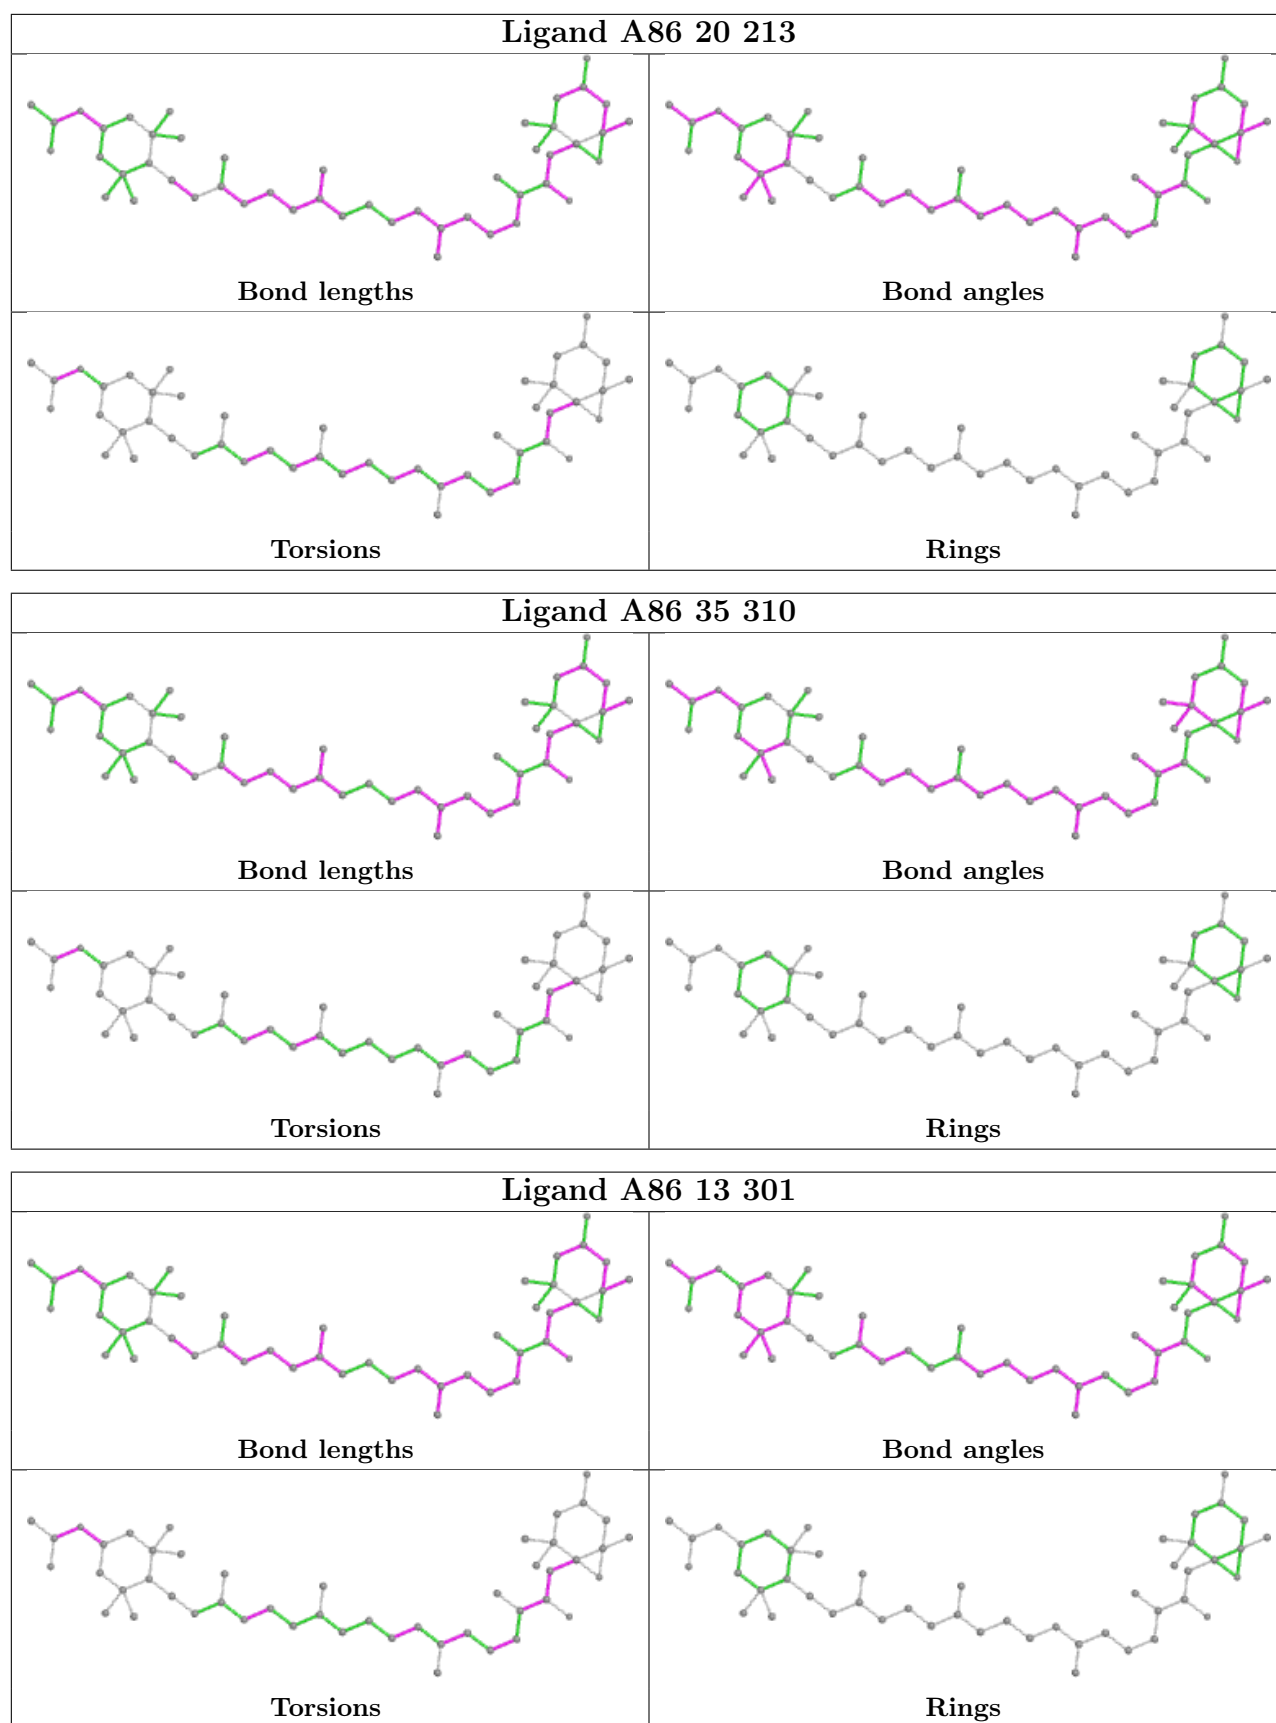 Ligand A86 20 213
Bond lengths
Bond angles
Torsions
Rings
Ligand A86 35 310
Bond lengths
Bond angles
Torsions
Rings
Ligand A86 13 301
Bond lengths
Bond angles
Torsions
Rings